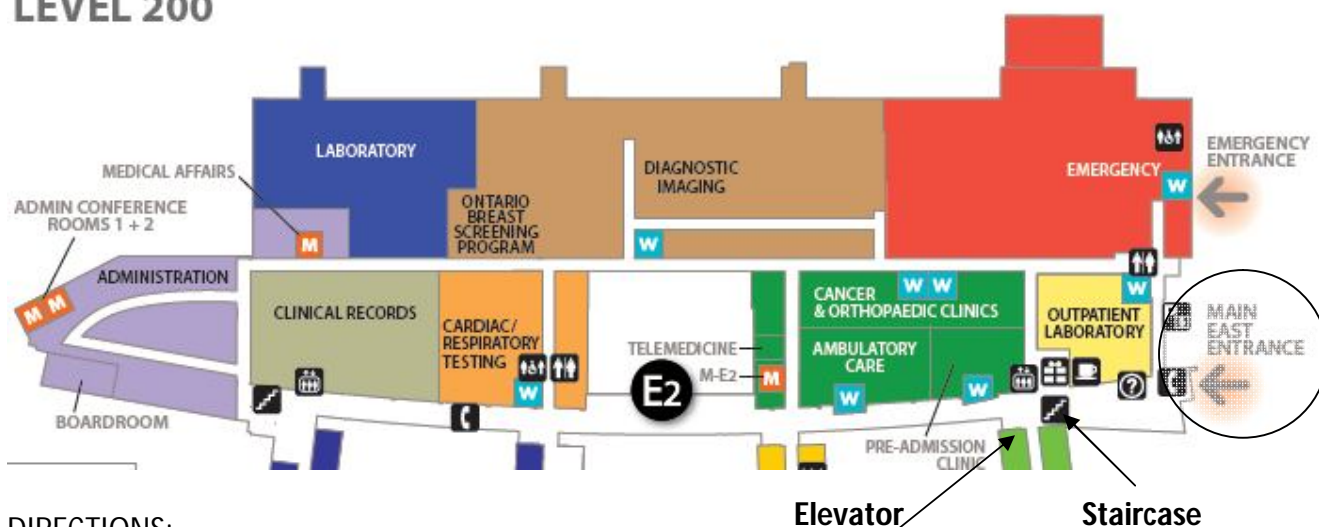 LEVEL 200
LABORATORY
MEDICAL AFFAIRS
ADMIN CONFERENCE
ROOMS 1 + 2
ADMINISTRATION
M
M M
BOARDROOM
ONTARIO
BREAST
SCREENING
PROGRAM
DIAGNOSTIC
IMAGING
W
EMERGENCY
W
EMERGENCY
ENTRANCE
CLINICAL RECORDS
CARDIAC/
RESPIRATORY
TESTING
W
TELEMEDICINE
M-E2
M
E2
W W
CANCER
& ORTHOPAEDIC CLINICS
AMBULATORY
CARE
W
W
PRE-ADMISSION
CLINIC
W
OUTPATIENT
LABORATORY
?
MAIN
EAST
ENTRANCE
Elevator
Staircase
DIRECTIONS: